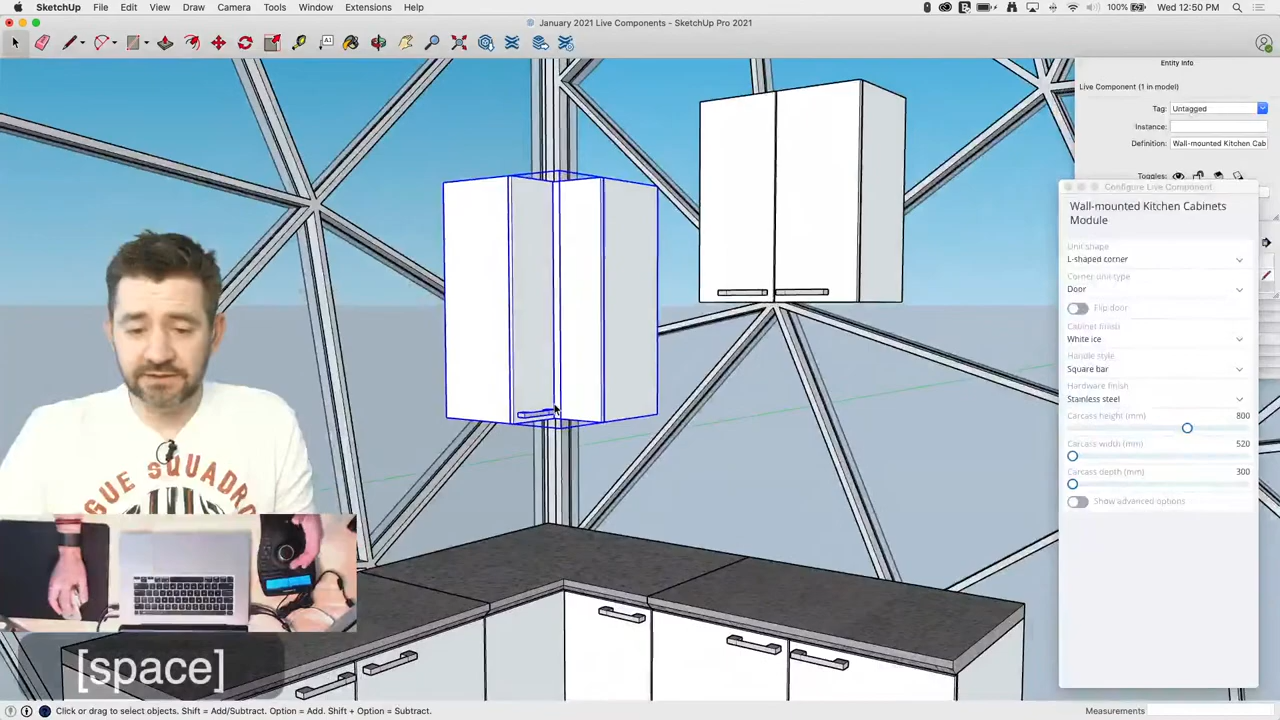 SketchUp File Edit View Draw Camera Tools Window Extensions Help 100% Wed 12:50 PM
January 2021 Live Components - SketchUp Pro 2021
Entity Info
Live Component (1 in model)
Tag: Untagged
Instance:
Definition: Wall-mounted Kitchen Cab
Toggles:
Configure Live Component
Wall-mounted Kitchen Cabinets
Module
Unit shape
L-shaped corner
Corner unit type
Door
Flip door
Cabinet finish
White ice
Handle style
Square bar
Hardware finish
Stainless steel
Carcass height (mm) 800
Carcass width (mm) 520
Carcass depth (mm) 300
Show advanced options
GUE SQUADR
[space]
Click or drag to select objects. Shift = Add/Subtract. Option = Add. Shift + Option = Subtract.
Measurements